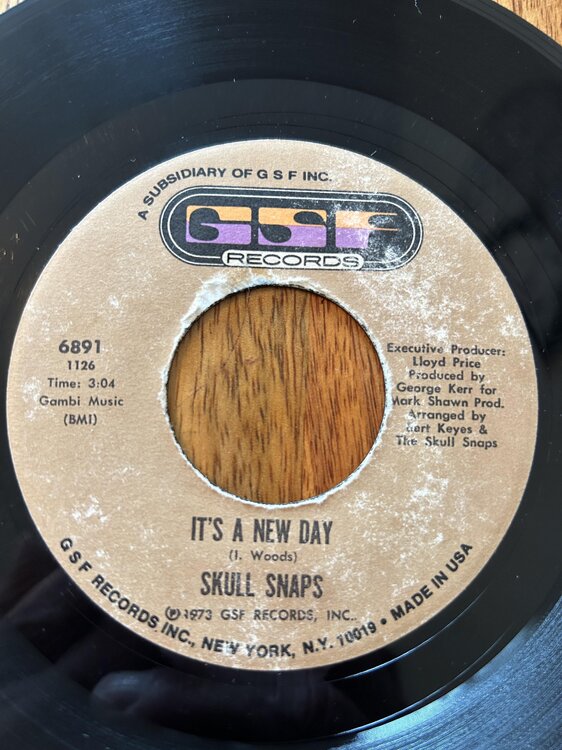 A SUBSIDIARY OF G S F INC.
GSF
RECORDS
6891
1126
Time: 3:04
Gambi Music
(BMI)
Executive Producer:
Lloyd Price
Produced by
George Kerr for
Mark Shawn Prod.
Arranged by
Bert Keyes &
The Skull Snaps
IT'S A NEW DAY
(I. Woods)
SKULL SNAPS
℗ 1973 GSF RECORDS, INC.
G S F RECORDS INC., NEW YORK, N.Y. 10019 • MADE IN USA